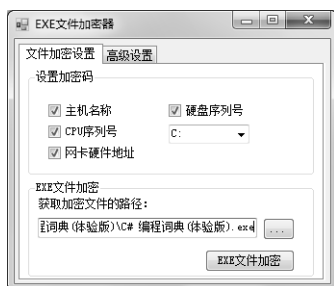 EXE文件加密器
文件加密设置 高级设置
设置加密码
主机名称 硬盘序列号
CPU序列号 C:
网卡硬件地址
EXE文件加密
获取加密文件的路径：
词典(体验版)\C# 编程词典(体验版).exe ...
EXE文件加密